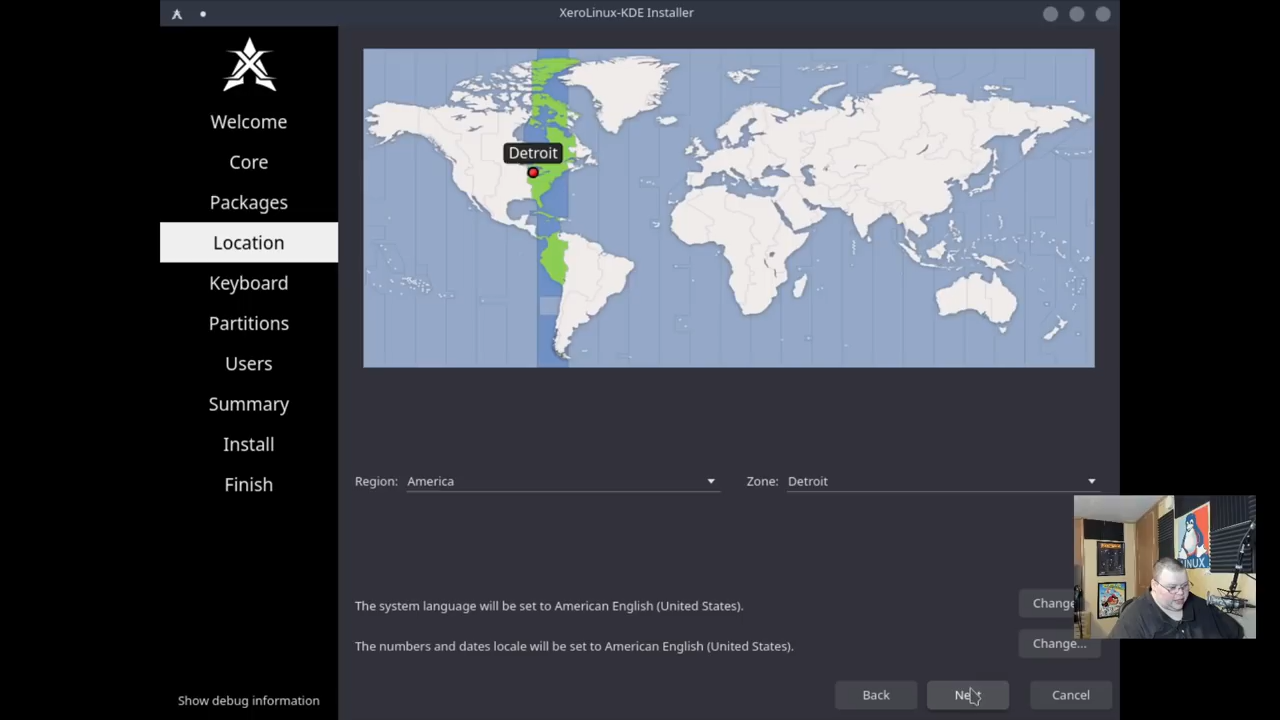 XeroLinux-KDE Installer
Welcome
Core
Packages
Location
Keyboard
Partitions
Users
Summary
Install
Finish
Show debug information
Detroit
Region: America
Zone: Detroit
The system language will be set to American English (United States).
Change
The numbers and dates locale will be set to American English (United States).
Change...
Back
Next
Cancel